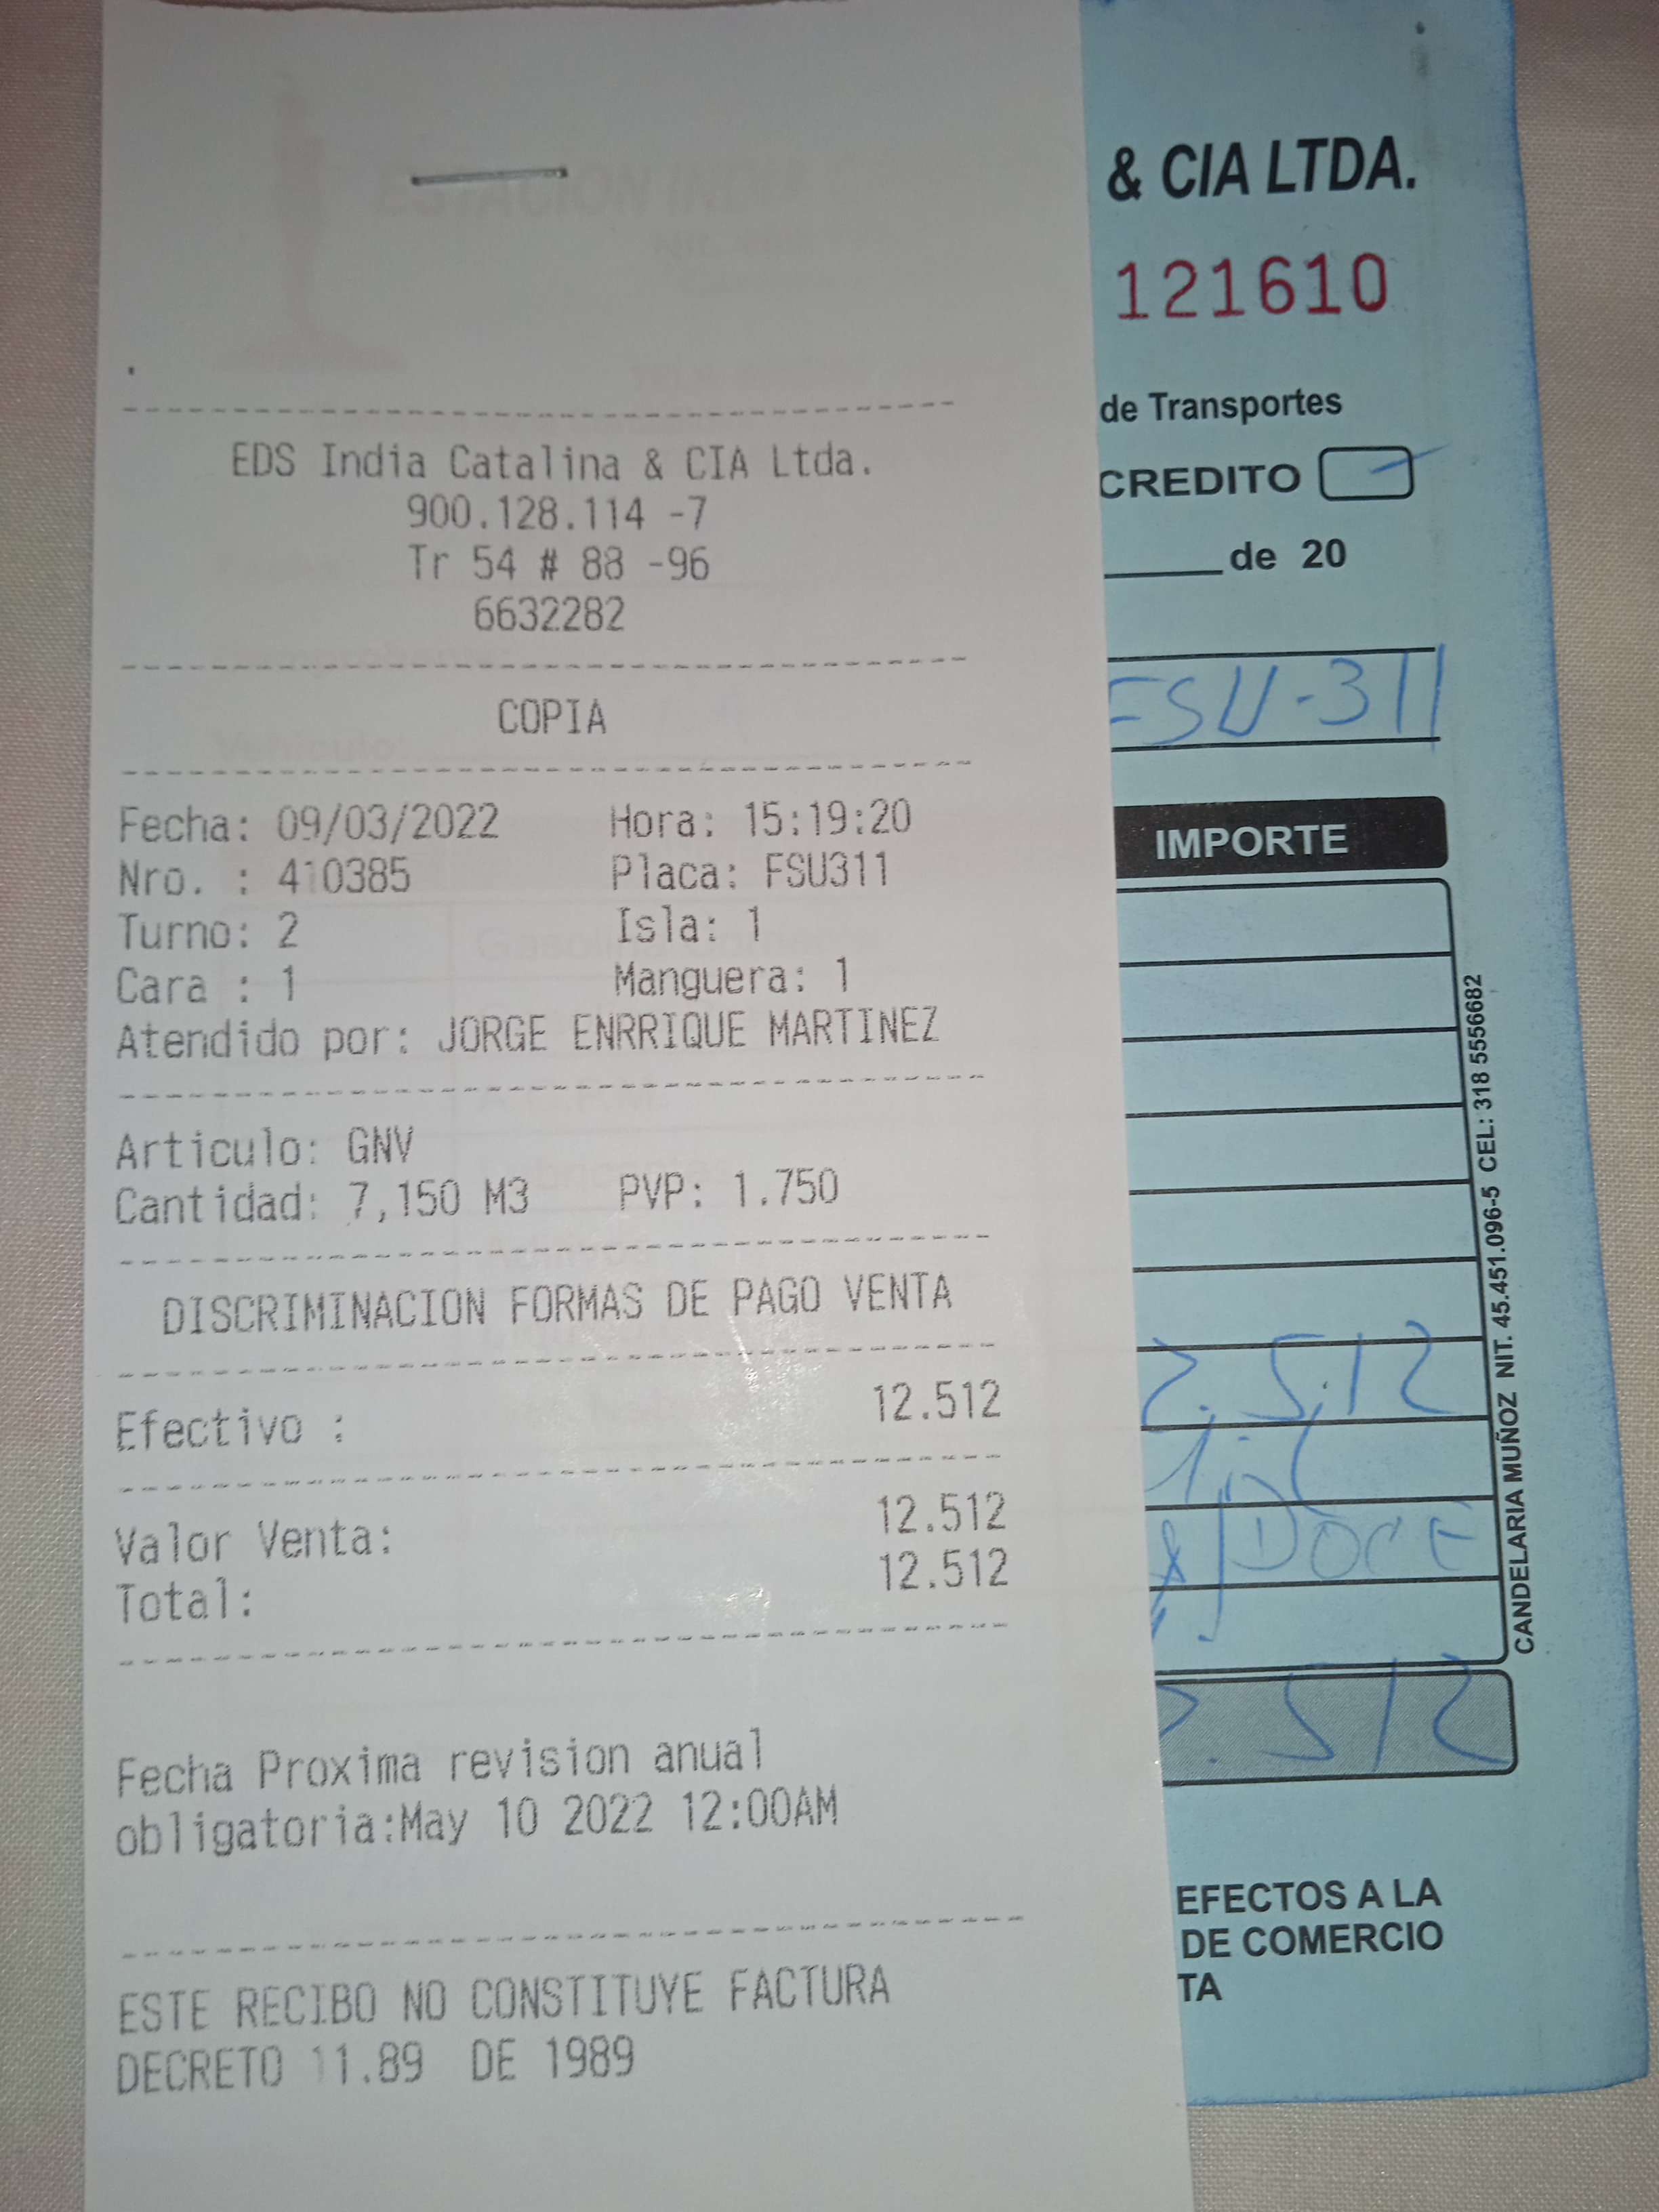 EDS India Catalina & CIA Ltda.
900.128.114 -7
Tr 54 # 88 -96
6632282
COPIA
Fecha: 09/03/2022 Hora: 15:19:20
Nro. : 410385 Placa: FSU311
Turno: 2 Isla: 1
Cara : 1 Manguera: 1
Atendido por: JORGE ENRRIQUE MARTINEZ
Articulo: GNV
Cantidad: 7,150 M3 PVP: 1.750
DISCRIMINACION FORMAS DE PAGO VENTA
Efectivo : 12.512
Valor Venta: 12.512
Total: 12.512
Fecha Proxima revision anual
obligatoria:May 10 2022 12:00AM
ESTE RECIBO NO CONSTITUYE FACTURA
DECRETO 11.89 DE 1989
& CIA LTDA.
121610
de Transportes
CREDITO
de 20
FSU-311
IMPORTE
2.512
DOCE
2.512
EFECTOS A LA
DE COMERCIO
TA
CANDELARIA MUÑOZ NIT. 45.451.096-5 CEL: 318 5556682